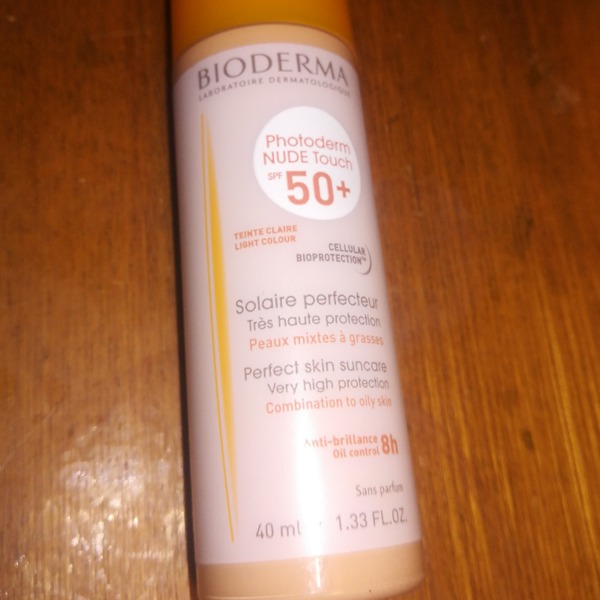 BIODERMA
LABORATOIRE DERMATOLOGIQUE
Photoderm
NUDE Touch
SPF 50+
TEINTE CLAIRE
LIGHT COLOUR
CELLULAR
BIOPROTECTION™
Solaire perfecteur
Très haute protection
Peaux mixtes à grasses
Perfect skin suncare
Very high protection
Combination to oily skin
Anti-brillance
Oil control 8h
Sans parfum
40 ml • 1.33 FL.OZ.